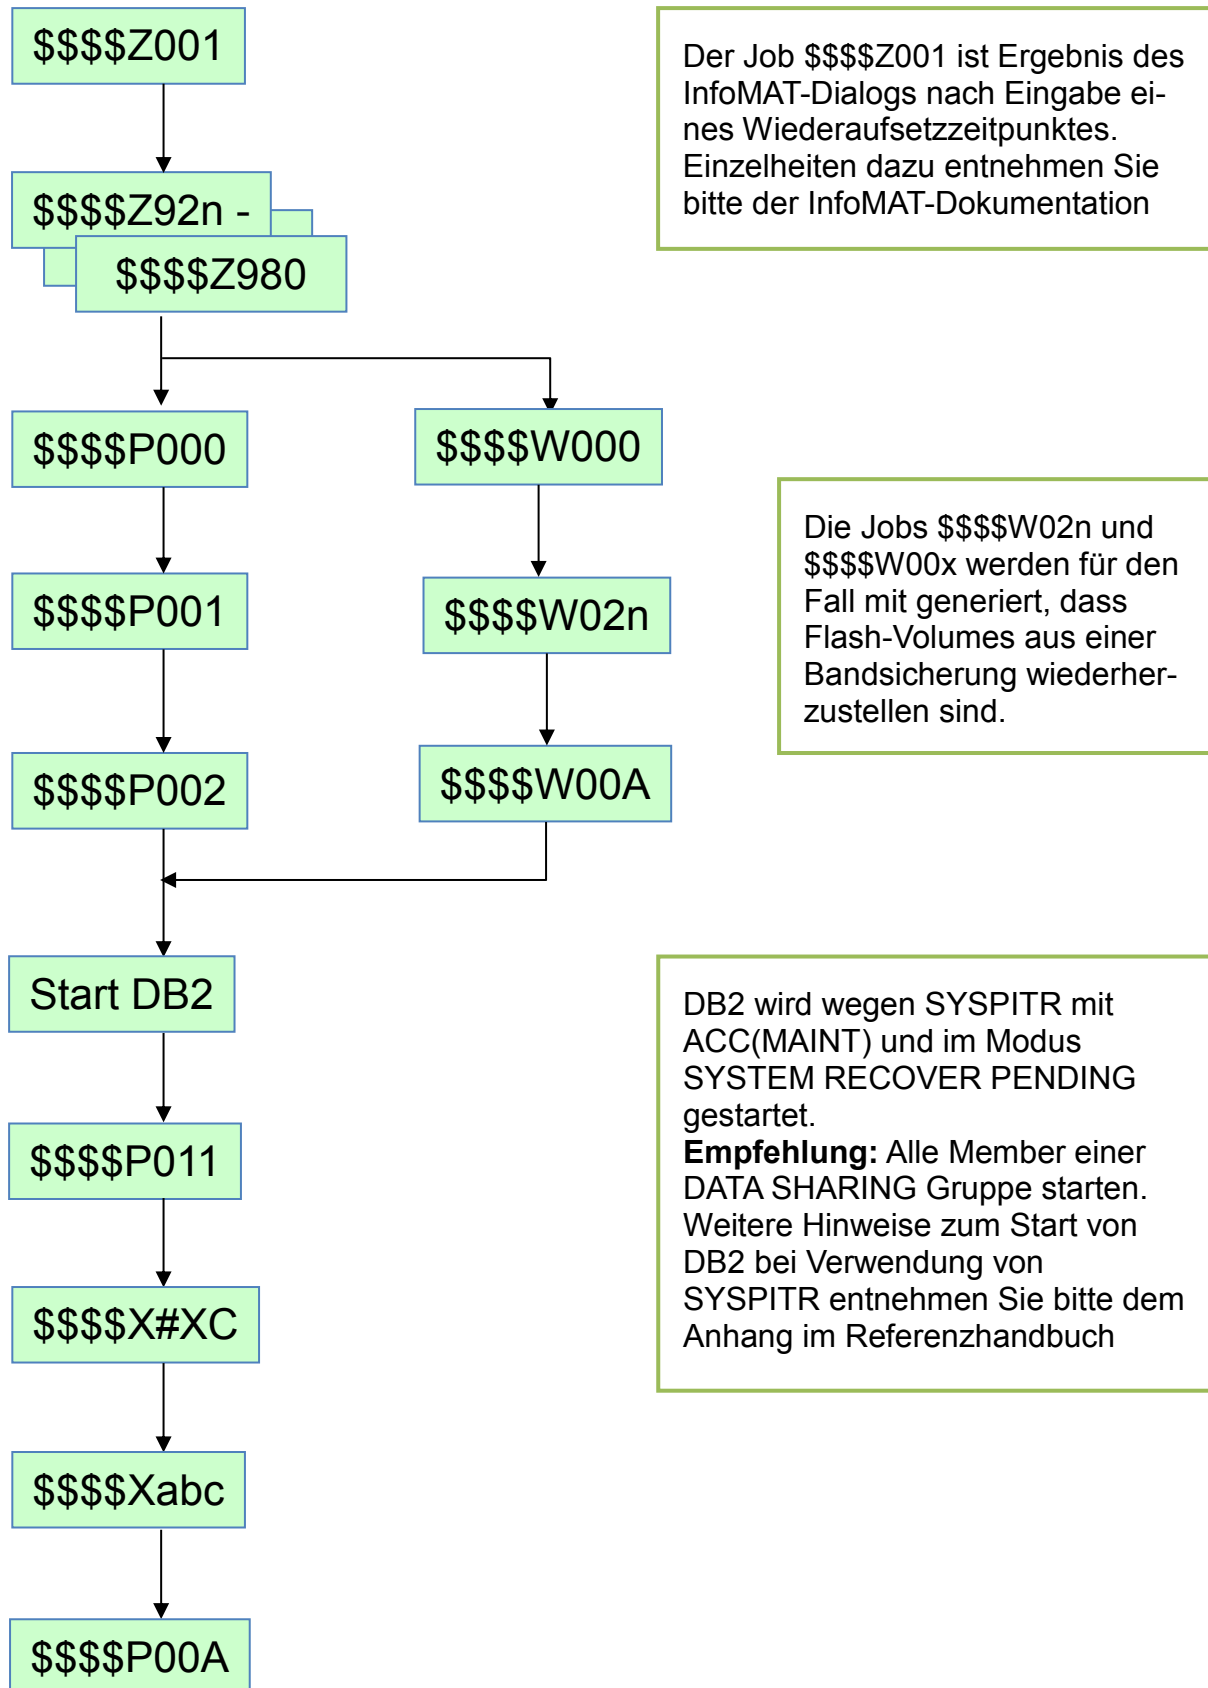 $$$$Z001
Der Job $$$$Z001 ist Ergebnis des
InfoMAT-Dialogs nach Eingabe ei-
nes Wiederaufsetzzeitpunktes.
Einzelheiten dazu entnehmen Sie
bitte der InfoMAT-Dokumentation
$$$$Z92n -
$$$$Z980
$$$$P000
$$$$W000
Die Jobs $$$$W02n und
$$$$W00x werden für den
Fall mit generiert, dass
Flash-Volumes aus einer
Bandsicherung wiederher-
zustellen sind.
$$$$P001
$$$$W02n
$$$$P002
$$$$W00A
Start DB2
DB2 wird wegen SYSPITR mit
ACC(MAINT) und im Modus
SYSTEM RECOVER PENDING
gestartet.
Empfehlung: Alle Member einer
DATA SHARING Gruppe starten.
Weitere Hinweise zum Start von
DB2 bei Verwendung von
SYSPITR entnehmen Sie bitte dem
Anhang im Referenzhandbuch
$$$$P011
$$$$X#XC
$$$$Xabc
$$$$P00A